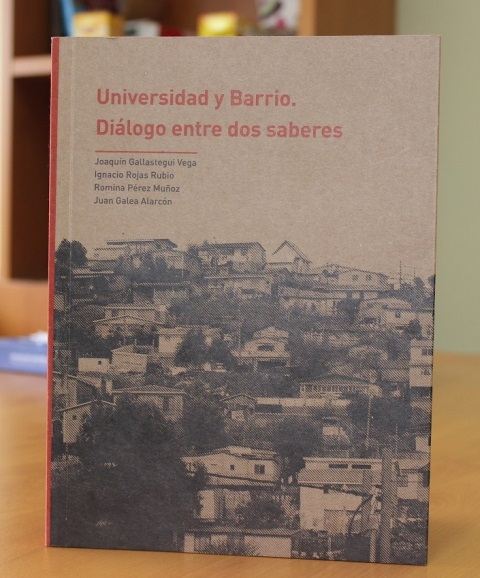 Universidad y Barrio.
Diálogo entre dos saberes
Joaquín Gallastegui Vega
Ignacio Rojas Rubio
Romina Pérez Muñoz
Juan Galea Alarcón